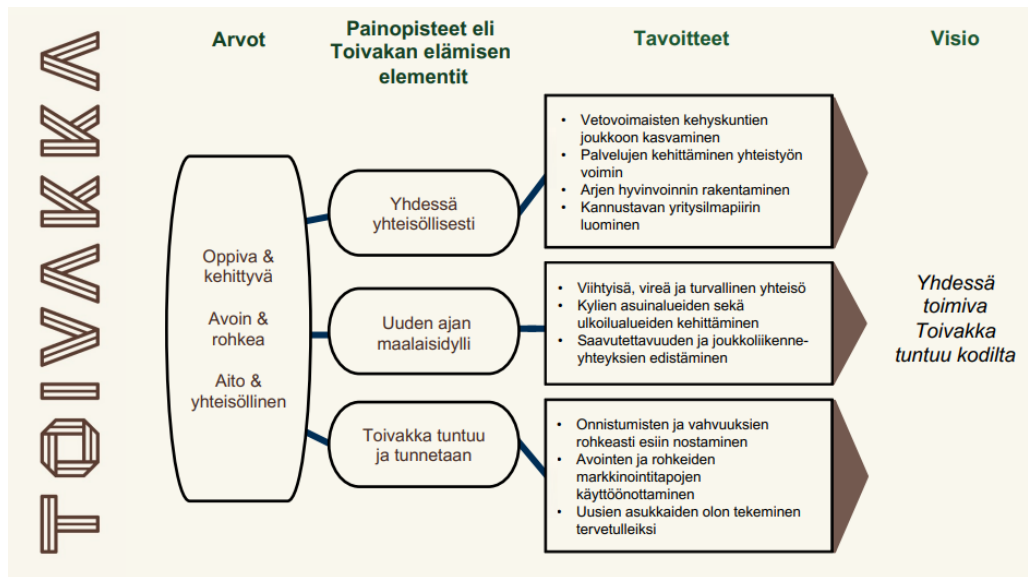 TOIVAKKA
Arvot
Painopisteet eli
Toivakan elämisen
elementit
Tavoitteet
Visio
Oppiva &
kehittyvä
Avoin &
rohkea
Aito &
yhteisöllinen
Yhdessä
yhteisöllisesti
• Vetovoimaisten kehyskuntien
joukkoon kasvaminen
• Palvelujen kehittäminen yhteistyön
voimin
• Arjen hyvinvoinnin rakentaminen
• Kannustavan yritysilmapiirin
luominen
Uuden ajan
maalaisidylli
• Viihtyisä, vireä ja turvallinen yhteisö
• Kylien asuinalueiden sekä
ulkoilualueiden kehittäminen
• Saavutettavuuden ja joukkoliikenne-
yhteyksien edistäminen
Toivakka tuntuu
ja tunnetaan
• Onnistumisten ja vahvuuksien
rohkeasti esiin nostaminen
• Avointen ja rohkeiden
markkinointitapojen
käyttöönottaminen
• Uusien asukkaiden olon tekeminen
tervetulleiksi
Yhdessä
toimiva
Toivakka
tuntuu kodilta